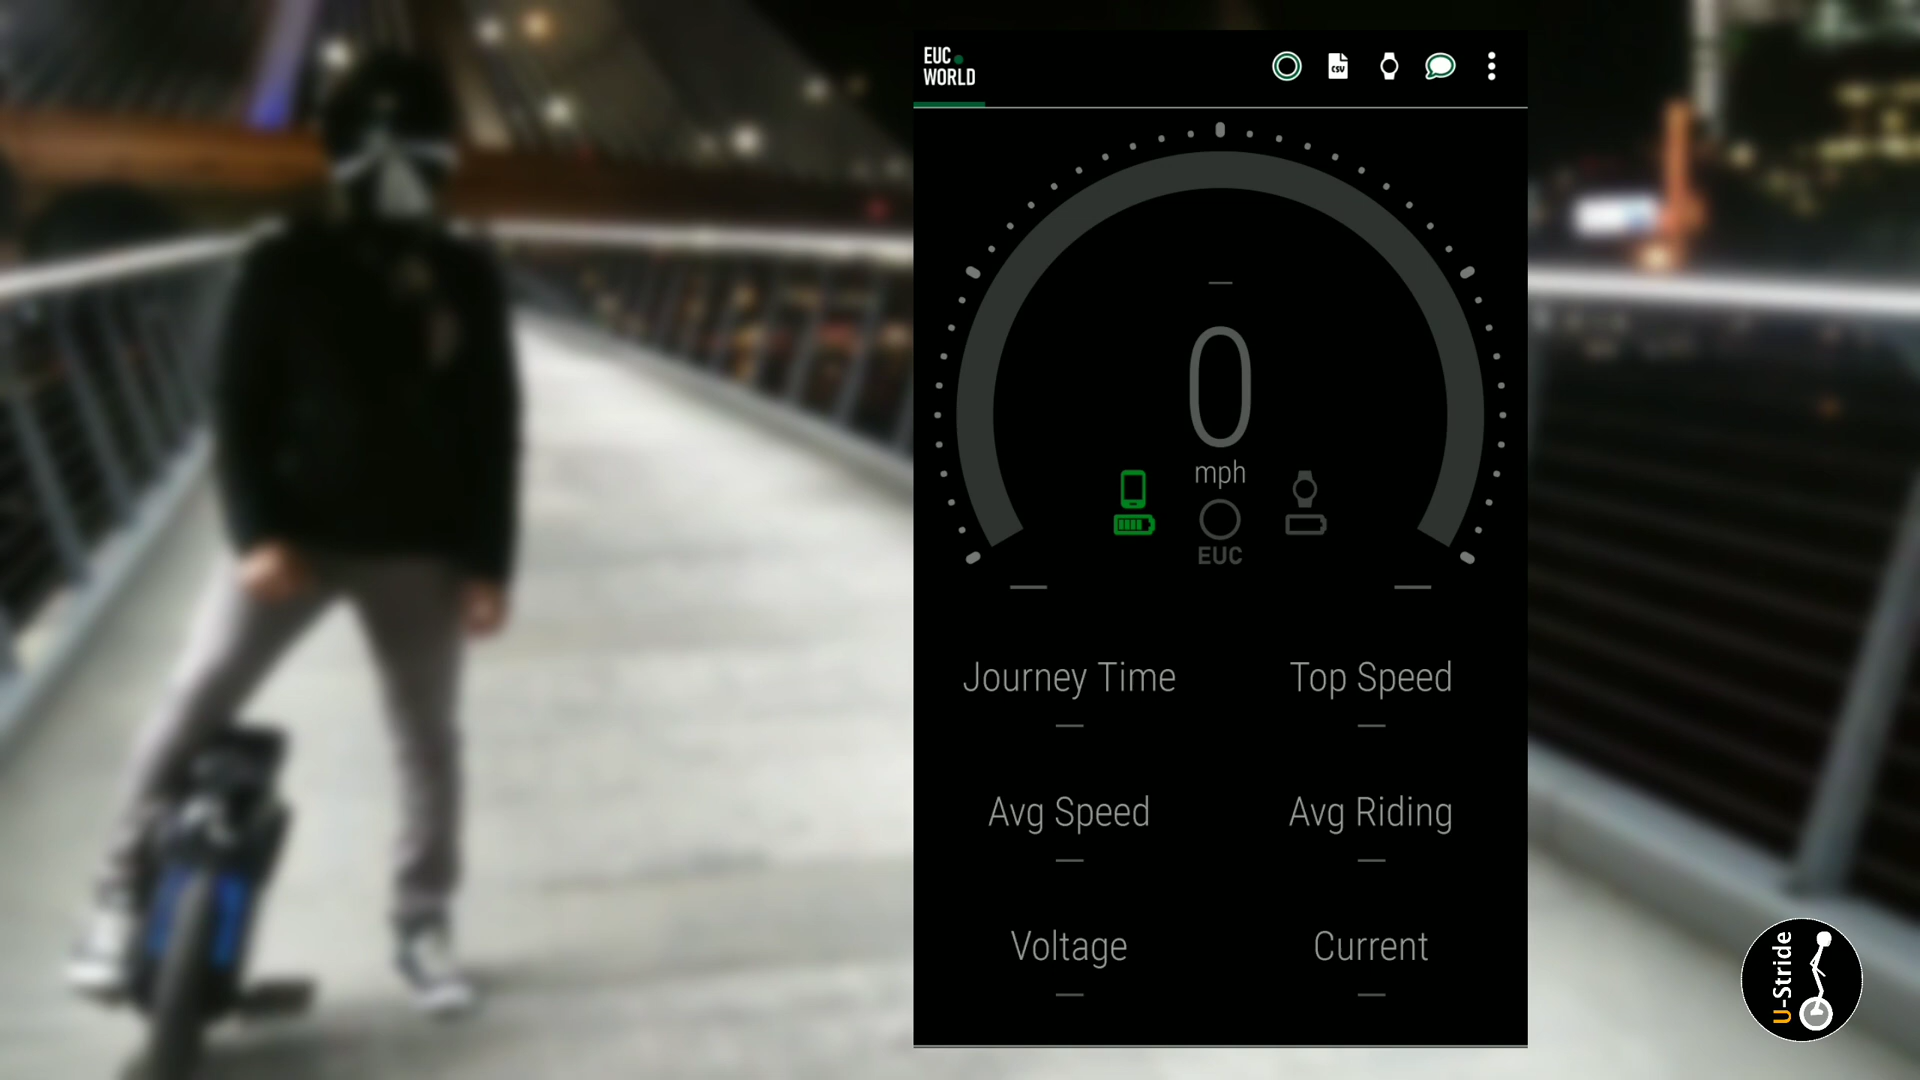 EUC
WORLD
CSV
0
mph
EUC
Journey Time
Top Speed
Avg Speed
Avg Riding
Voltage
Current
U-Stride